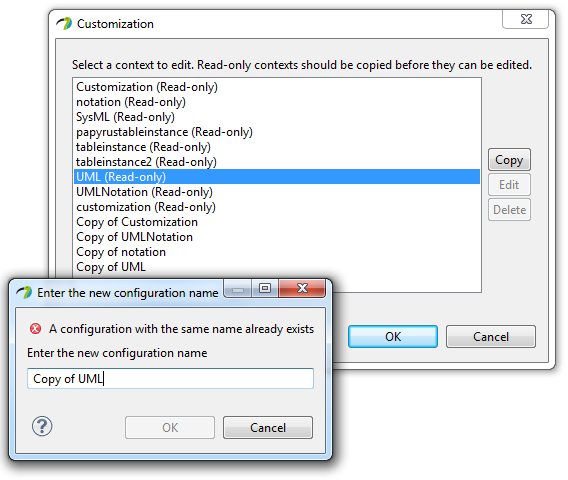 Customization
Select a context to edit. Read-only contexts should be copied before they can be edited.
Customization (Read-only)
notation (Read-only)
SysML (Read-only)
papyrustableinstance (Read-only)
tableinstance (Read-only)
tableinstance2 (Read-only)
UML (Read-only)
UMLNotation (Read-only)
customization (Read-only)
Copy of Customization
Copy of UMLNotation
Copy of notation
Copy of UML
Copy
Edit
Delete
OK
Cancel
Enter the new configuration name
A configuration with the same name already exists
Enter the new configuration name
Copy of UML
?
OK
Cancel